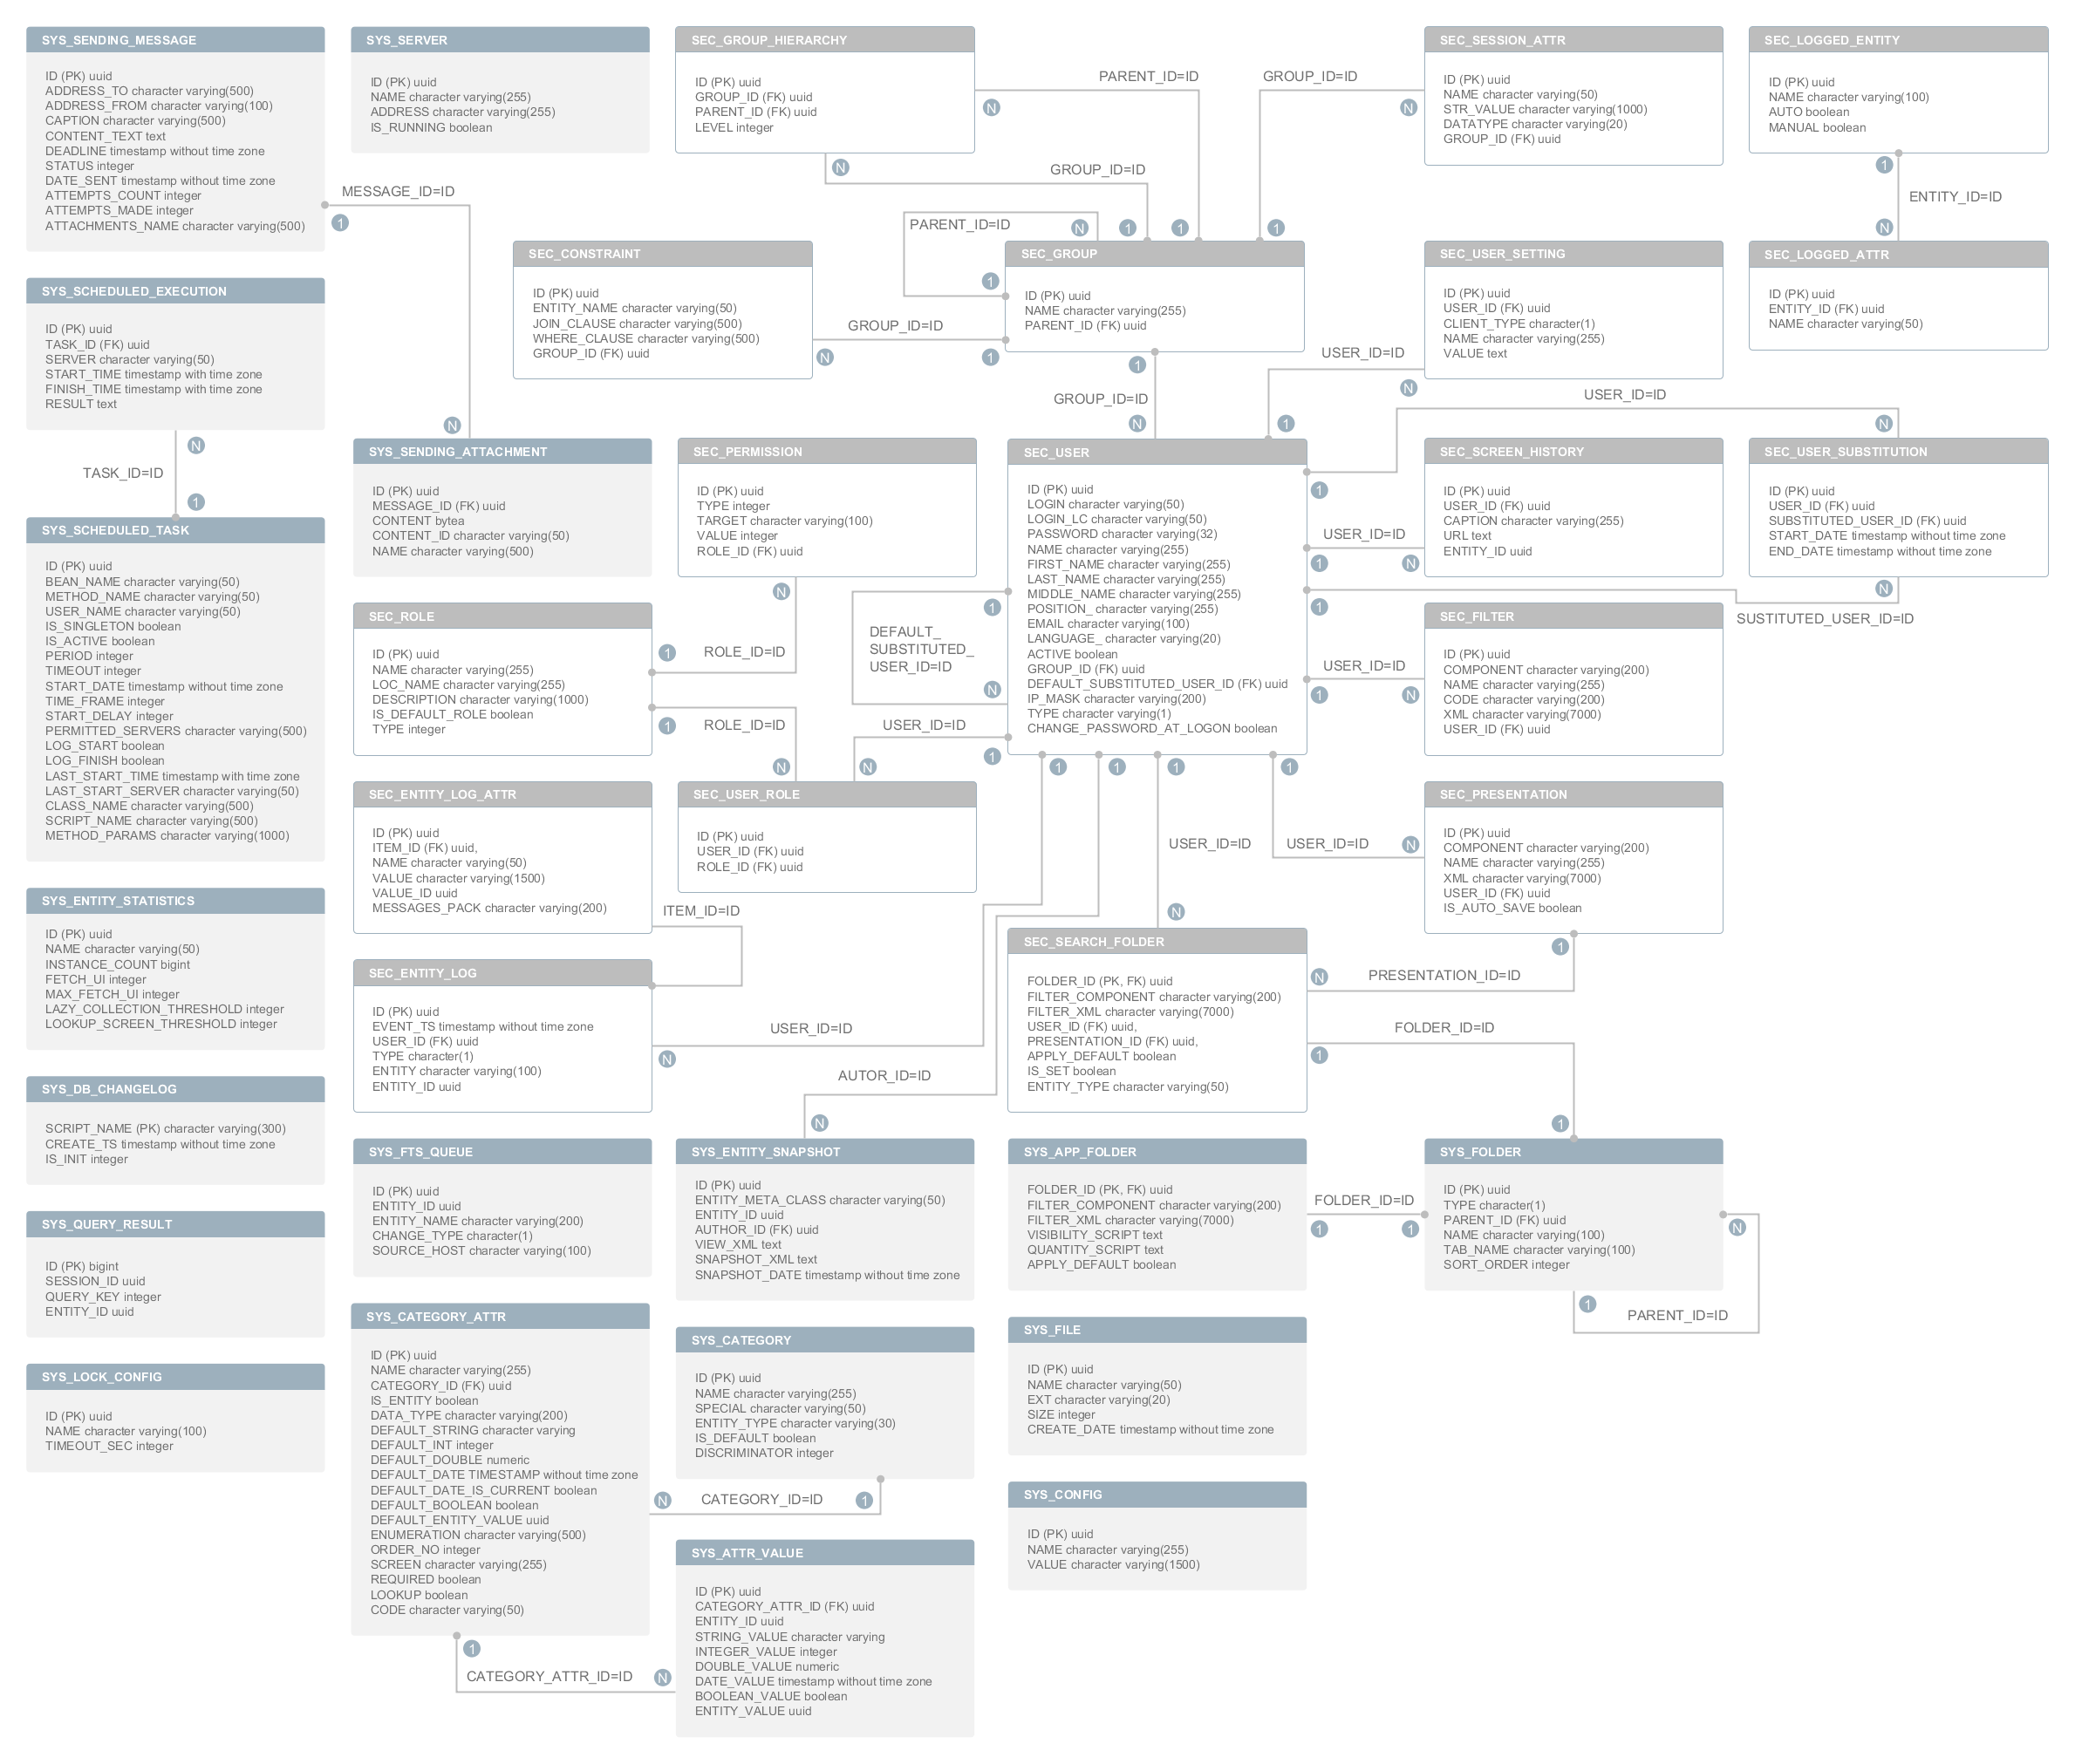 SYS_SENDING_MESSAGE
ID (PK) uuid
ADDRESS_TO character varying(500)
ADDRESS_FROM character varying(100)
CAPTION character varying(500)
CONTENT_TEXT text
DEADLINE timestamp without time zone
STATUS integer
DATE_SENT timestamp without time zone
ATTEMPTS_COUNT integer
ATTEMPTS_MADE integer
ATTACHMENTS_NAME character varying(500)
SYS_SERVER
ID (PK) uuid
NAME character varying(255)
ADDRESS character varying(255)
IS_RUNNING boolean
SEC_GROUP_HIERARCHY
ID (PK) uuid
GROUP_ID (FK) uuid
PARENT_ID (FK) uuid
LEVEL integer
PARENT_ID=ID
N
GROUP_ID=ID
N
SEC_SESSION_ATTR
ID (PK) uuid
NAME character varying(50)
STR_VALUE character varying(1000)
DATATYPE character varying(20)
GROUP_ID (FK) uuid
SEC_LOGGED_ENTITY
ID (PK) uuid
NAME character varying(100)
AUTO boolean
MANUAL boolean
1
ENTITY_ID=ID
N
MESSAGE_ID=ID
1
N
N
GROUP_ID=ID
PARENT_ID=ID
N
1
1
1
1
SYS_SCHEDULED_EXECUTION
ID (PK) uuid
TASK_ID (FK) uuid
SERVER character varying(50)
START_TIME timestamp with time zone
FINISH_TIME timestamp with time zone
RESULT text
N
TASK_ID=ID
1
SEC_CONSTRAINT
ID (PK) uuid
ENTITY_NAME character varying(50)
JOIN_CLAUSE character varying(500)
WHERE_CLAUSE character varying(500)
GROUP_ID (FK) uuid
GROUP_ID=ID
N
1
SEC_GROUP
ID (PK) uuid
NAME character varying(255)
PARENT_ID (FK) uuid
1
GROUP_ID=ID
N
SEC_USER_SETTING
ID (PK) uuid
USER_ID (FK) uuid
CLIENT_TYPE character(1)
NAME character varying(255)
VALUE text
USER_ID=ID
N
1
SEC_LOGGED_ATTR
ID (PK) uuid
ENTITY_ID (FK) uuid
NAME character varying(50)
USER_ID=ID
N
1
SYS_SCHEDULED_TASK
ID (PK) uuid
BEAN_NAME character varying(50)
METHOD_NAME character varying(50)
USER_NAME character varying(50)
IS_SINGLETON boolean
IS_ACTIVE boolean
PERIOD integer
TIMEOUT integer
START_DATE timestamp without time zone
TIME_FRAME integer
START_DELAY integer
PERMITTED_SERVERS character varying(500)
LOG_START boolean
LOG_FINISH boolean
LAST_START_TIME timestamp with time zone
LAST_START_SERVER character varying(50)
CLASS_NAME character varying(500)
SCRIPT_NAME character varying(500)
METHOD_PARAMS character varying(1000)
SYS_SENDING_ATTACHMENT
ID (PK) uuid
MESSAGE_ID (FK) uuid
CONTENT bytea
CONTENT_ID character varying(50)
NAME character varying(500)
SEC_PERMISSION
ID (PK) uuid
TYPE integer
TARGET character varying(100)
VALUE integer
ROLE_ID (FK) uuid
N
1
ROLE_ID=ID
SEC_USER
ID (PK) uuid
LOGIN character varying(50)
LOGIN_LC character varying(50)
PASSWORD character varying(32)
NAME character varying(255)
FIRST_NAME character varying(255)
LAST_NAME character varying(255)
MIDDLE_NAME character varying(255)
POSITION_ character varying(255)
EMAIL character varying(100)
LANGUAGE_ character varying(20)
ACTIVE boolean
GROUP_ID (FK) uuid
DEFAULT_SUBSTITUTED_USER_ID (FK) uuid
IP_MASK character varying(200)
TYPE character varying(1)
CHANGE_PASSWORD_AT_LOGON boolean
1
DEFAULT_
SUBSTITUTED_
USER_ID=ID
N
SEC_SCREEN_HISTORY
ID (PK) uuid
USER_ID (FK) uuid
CAPTION character varying(255)
URL text
ENTITY_ID uuid
USER_ID=ID
1
N
SEC_USER_SUBSTITUTION
ID (PK) uuid
USER_ID (FK) uuid
SUBSTITUTED_USER_ID (FK) uuid
START_DATE timestamp without time zone
END_DATE timestamp without time zone
N
1
SUSTITUTED_USER_ID=ID
SEC_ROLE
ID (PK) uuid
NAME character varying(255)
LOC_NAME character varying(255)
DESCRIPTION character varying(1000)
IS_DEFAULT_ROLE boolean
TYPE integer
1
ROLE_ID=ID
N
USER_ID=ID
1
N
SEC_FILTER
ID (PK) uuid
COMPONENT character varying(200)
NAME character varying(255)
CODE character varying(200)
XML character varying(7000)
USER_ID (FK) uuid
USER_ID=ID
1
N
1
1
1
1
SEC_ENTITY_LOG_ATTR
ID (PK) uuid
ITEM_ID (FK) uuid,
NAME character varying(50)
VALUE character varying(1500)
VALUE_ID uuid
MESSAGES_PACK character varying(200)
ITEM_ID=ID
SEC_USER_ROLE
ID (PK) uuid
USER_ID (FK) uuid
ROLE_ID (FK) uuid
USER_ID=ID
N
USER_ID=ID
N
SEC_PRESENTATION
ID (PK) uuid
COMPONENT character varying(200)
NAME character varying(255)
XML character varying(7000)
USER_ID (FK) uuid
IS_AUTO_SAVE boolean
1
PRESENTATION_ID=ID
N
SYS_ENTITY_STATISTICS
ID (PK) uuid
NAME character varying(50)
INSTANCE_COUNT bigint
FETCH_UI integer
MAX_FETCH_UI integer
LAZY_COLLECTION_THRESHOLD integer
LOOKUP_SCREEN_THRESHOLD integer
SEC_ENTITY_LOG
ID (PK) uuid
EVENT_TS timestamp without time zone
USER_ID (FK) uuid
TYPE character(1)
ENTITY character varying(100)
ENTITY_ID uuid
USER_ID=ID
N
AUTOR_ID=ID
N
SEC_SEARCH_FOLDER
FOLDER_ID (PK, FK) uuid
FILTER_COMPONENT character varying(200)
FILTER_XML character varying(7000)
USER_ID (FK) uuid,
PRESENTATION_ID (FK) uuid,
APPLY_DEFAULT boolean
IS_SET boolean
ENTITY_TYPE character varying(50)
FOLDER_ID=ID
1
1
SYS_DB_CHANGELOG
SCRIPT_NAME (PK) character varying(300)
CREATE_TS timestamp without time zone
IS_INIT integer
SYS_FTS_QUEUE
ID (PK) uuid
ENTITY_ID uuid
ENTITY_NAME character varying(200)
CHANGE_TYPE character(1)
SOURCE_HOST character varying(100)
SYS_ENTITY_SNAPSHOT
ID (PK) uuid
ENTITY_META_CLASS character varying(50)
ENTITY_ID uuid
AUTHOR_ID (FK) uuid
VIEW_XML text
SNAPSHOT_XML text
SNAPSHOT_DATE timestamp without time zone
SYS_APP_FOLDER
FOLDER_ID (PK, FK) uuid
FILTER_COMPONENT character varying(200)
FILTER_XML character varying(7000)
VISIBILITY_SCRIPT text
QUANTITY_SCRIPT text
APPLY_DEFAULT boolean
FOLDER_ID=ID
1
1
SYS_FOLDER
ID (PK) uuid
TYPE character(1)
PARENT_ID (FK) uuid
NAME character varying(100)
TAB_NAME character varying(100)
SORT_ORDER integer
N
1
PARENT_ID=ID
SYS_QUERY_RESULT
ID (PK) bigint
SESSION_ID uuid
QUERY_KEY integer
ENTITY_ID uuid
SYS_CATEGORY_ATTR
ID (PK) uuid
NAME character varying(255)
CATEGORY_ID (FK) uuid
IS_ENTITY boolean
DATA_TYPE character varying(200)
DEFAULT_STRING character varying
DEFAULT_INT integer
DEFAULT_DOUBLE numeric
DEFAULT_DATE TIMESTAMP without time zone
DEFAULT_DATE_IS_CURRENT boolean
DEFAULT_BOOLEAN boolean
DEFAULT_ENTITY_VALUE uuid
ENUMERATION character varying(500)
ORDER_NO integer
SCREEN character varying(255)
REQUIRED boolean
LOOKUP boolean
CODE character varying(50)
SYS_CATEGORY
ID (PK) uuid
NAME character varying(255)
SPECIAL character varying(50)
ENTITY_TYPE character varying(30)
IS_DEFAULT boolean
DISCRIMINATOR integer
N
CATEGORY_ID=ID
1
SYS_FILE
ID (PK) uuid
NAME character varying(50)
EXT character varying(20)
SIZE integer
CREATE_DATE timestamp without time zone
SYS_LOCK_CONFIG
ID (PK) uuid
NAME character varying(100)
TIMEOUT_SEC integer
SYS_CONFIG
ID (PK) uuid
NAME character varying(255)
VALUE character varying(1500)
SYS_ATTR_VALUE
ID (PK) uuid
CATEGORY_ATTR_ID (FK) uuid
ENTITY_ID uuid
STRING_VALUE character varying
INTEGER_VALUE integer
DOUBLE_VALUE numeric
DATE_VALUE timestamp without time zone
BOOLEAN_VALUE boolean
ENTITY_VALUE uuid
1
CATEGORY_ATTR_ID=ID
N